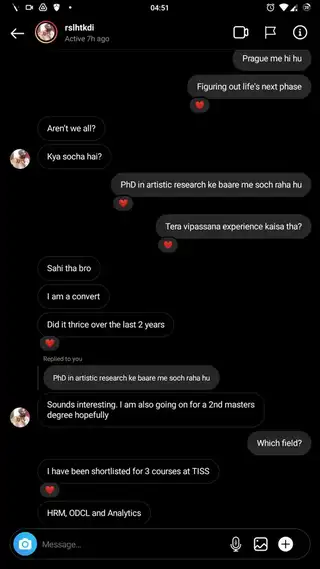 04:51
rslhtkdi
Active 7h ago
Prague me hi hu
Figuring out life's next phase
Aren't we all?
Kya socha hai?
PhD in artistic research ke baare me soch raha hu
Tera vipassana experience kaisa tha?
Sahi tha bro
I am a convert
Did it thrice over the last 2 years
Replied to you
PhD in artistic research ke baare me soch raha hu
Sounds interesting. I am also going on for a 2nd masters
degree hopefully
Which field?
I have been shortlisted for 3 courses at TISS
HRM, ODCL and Analytics
Message...